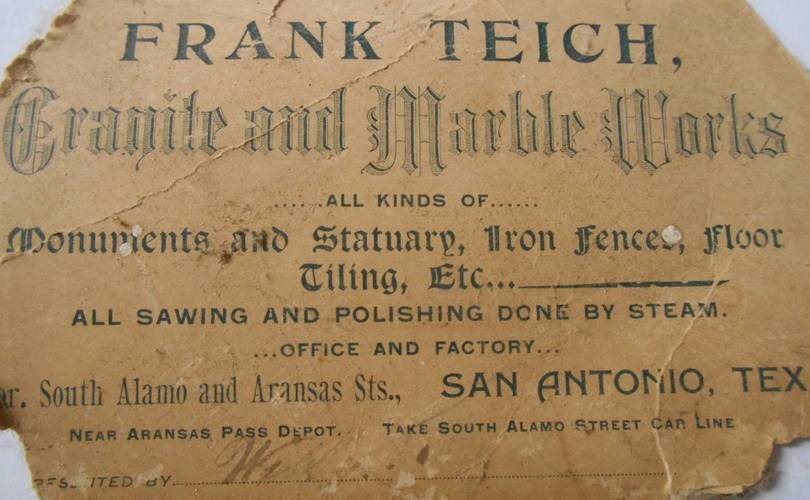 FRANK TEICH,
Granite and Marble Works
.... .ALL KINDS OF......
Monuments and Statuary, Iron Fences, Floor
Tiling, Etc...
ALL SAWING AND POLISHING DONE BY STEAM.
...OFFICE AND FACTORY...
South Alamo and Aransas Sts., SAN ANTONIO, TEX
NEAR ARANSAS PASS DEPOT. TAKE SOUTH ALAMO STREET CAR LINE
BY